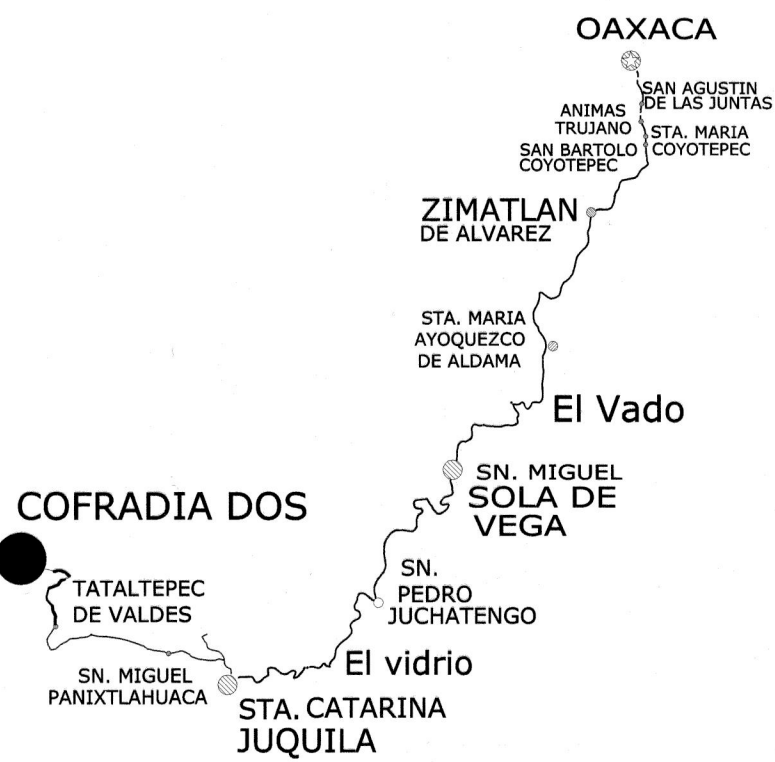 OAXACA
SAN AGUSTIN
DE LAS JUNTAS
ANIMAS
TRUJANO
STA. MARIA
COYOTEPEC
SAN BARTOLO
COYOTEPEC
ZIMATLAN
DE ALVAREZ
STA. MARIA
AYOQUEZCO
DE ALDAMA
El Vado
SN. MIGUEL
SOLA DE
VEGA
COFRADIA DOS
SN.
PEDRO
JUCHATENGO
TATALTEPEC
DE VALDES
El vidrio
SN. MIGUEL
PANIXTLAHUACA
STA. CATARINA
JUQUILA